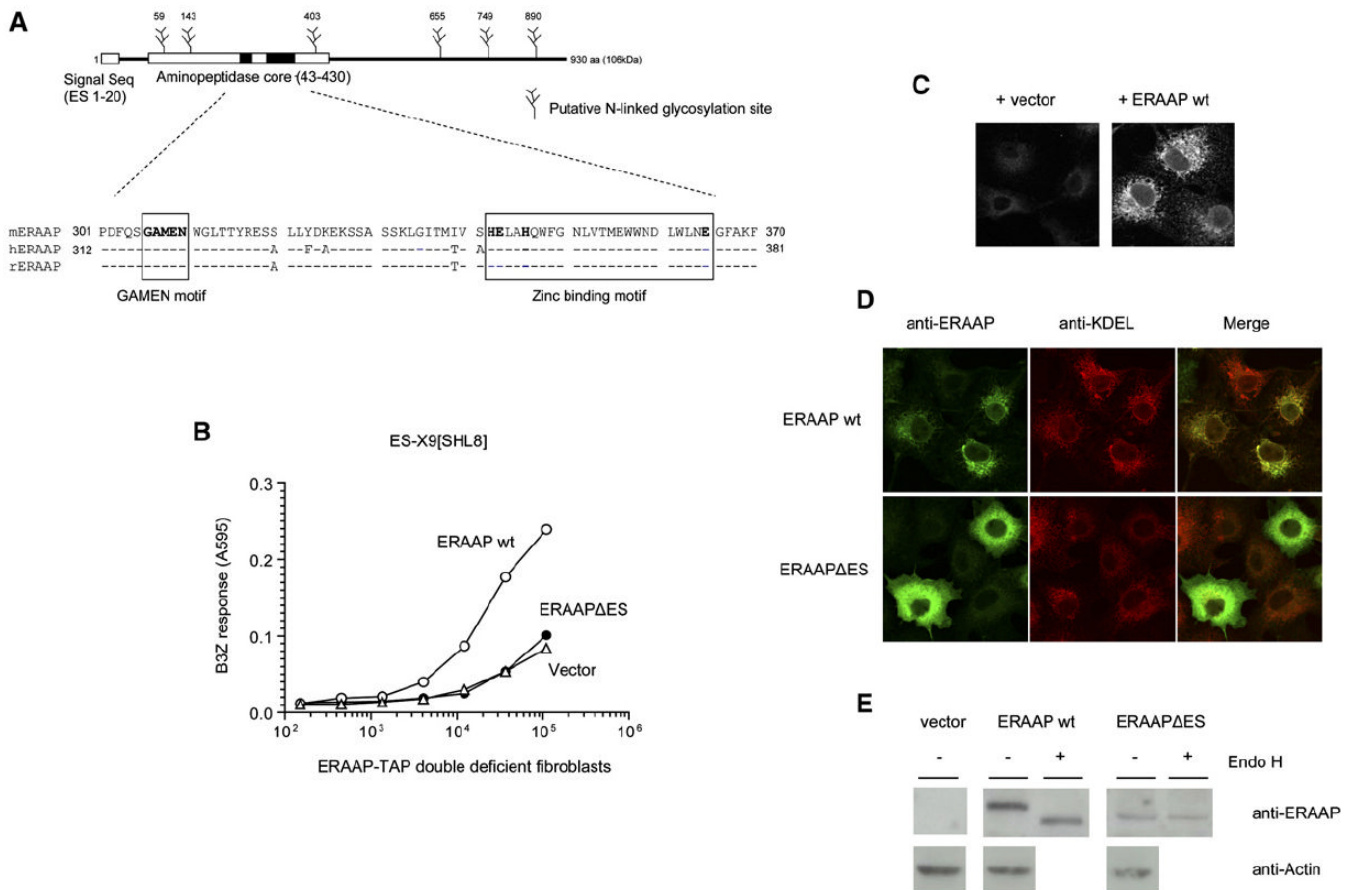 A
59 143 403 655 749 890
1 930 aa (106kDa)
Signal Seq
(ES 1-20)
Aminopeptidase core (43-430)
Putative N-linked glycosylation site
mERAAP 301 PDFQSGAMEN WGLTTYRESS LLYDKEKSSA SSKLGITMIV SHELAHQWFG NLVTMEWWND LWLNEGFAKF 370
hERAAP 312 ---------- --------A- --F-A----- --------T- A--------- ---------- ---------- 381
rERAAP ---------- --------A- ---------- --------T- ---------- ---------- ----------
GAMEN motif Zinc binding motif
B
ES-X9[SHL8]
B3Z response (A595)
0.3
0.2
0.1
0.0
ERAAP wt
ERAAPΔES
Vector
10² 10³ 10⁴ 10⁵ 10⁶
ERAAP-TAP double deficient fibroblasts
C
+ vector + ERAAP wt
D
anti-ERAAP anti-KDEL Merge
ERAAP wt
ERAAPΔES
E
vector ERAAP wt ERAAPΔES
- - + - + Endo H
anti-ERAAP
anti-Actin